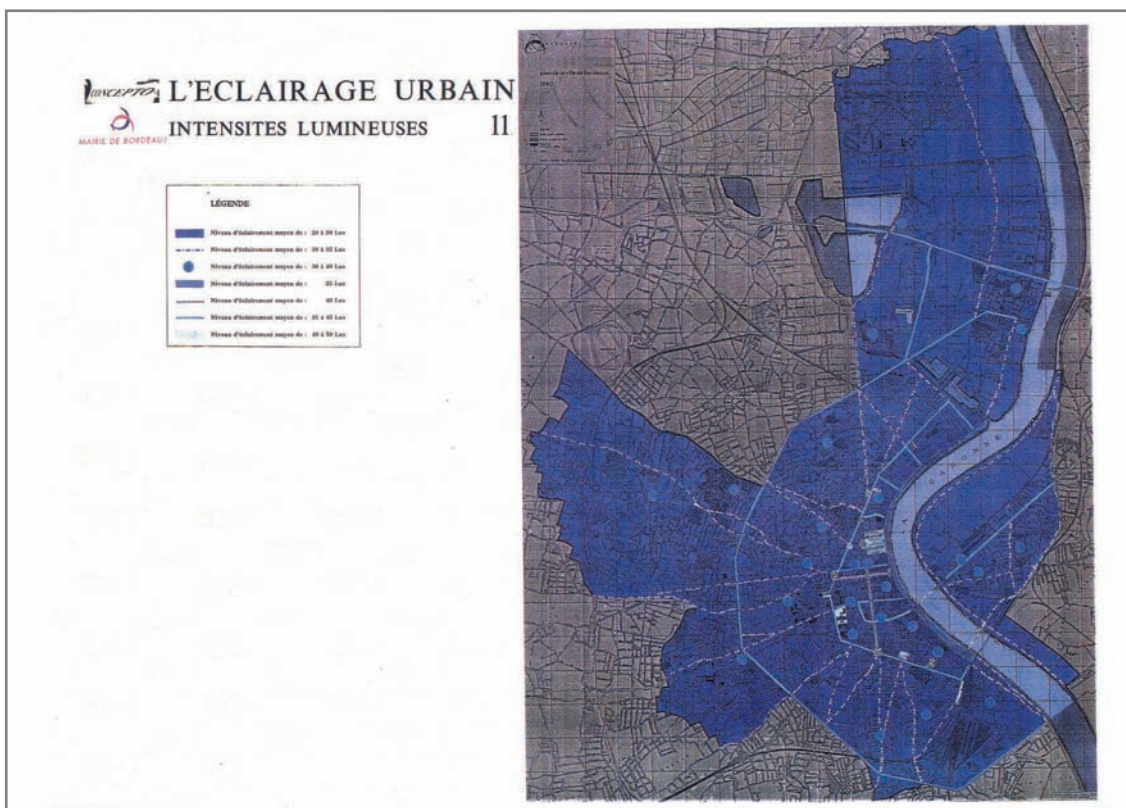 CONCEPTO
L'ECLAIRAGE URBAIN
MAIRIE DE BORDEAUX
INTENSITES LUMINEUSES 11
LÉGENDE
Niveau d'éclairement moyen de : 20 à 30 Lux
Niveau d'éclairement moyen de : 30 à 35 Lux
Niveau d'éclairement moyen de : 30 à 40 Lux
Niveau d'éclairement moyen de : 35 Lux
Niveau d'éclairement moyen de : 40 Lux
Niveau d'éclairement moyen de : 35 à 45 Lux
Niveau d'éclairement moyen de : 40 à 50 Lux
GARONNE